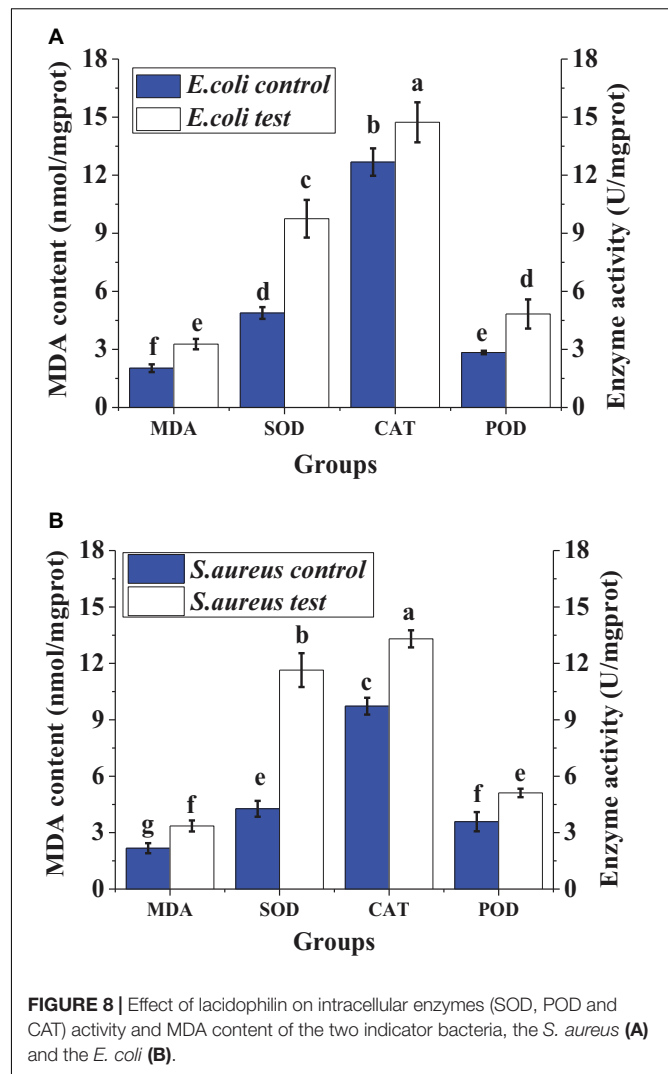 A
18
15
12
9
6
3
0
MDA content (nmol/mgprot)
E.coli control
E.coli test
f
e
d
c
b
a
e
d
18
15
12
9
6
3
0
Enzyme activity (U/mgprot)
MDA SOD CAT POD
Groups
B
18
15
12
9
6
3
0
MDA content (nmol/mgprot)
S.aureus control
S.aureus test
g
f
e
b
c
a
f
e
18
15
12
9
6
3
0
Enzyme activity (U/mgprot)
MDA SOD CAT POD
Groups
FIGURE 8 | Effect of lacidophilin on intracellular enzymes (SOD, POD and
CAT) activity and MDA content of the two indicator bacteria, the S. aureus (A)
and the E. coli (B).